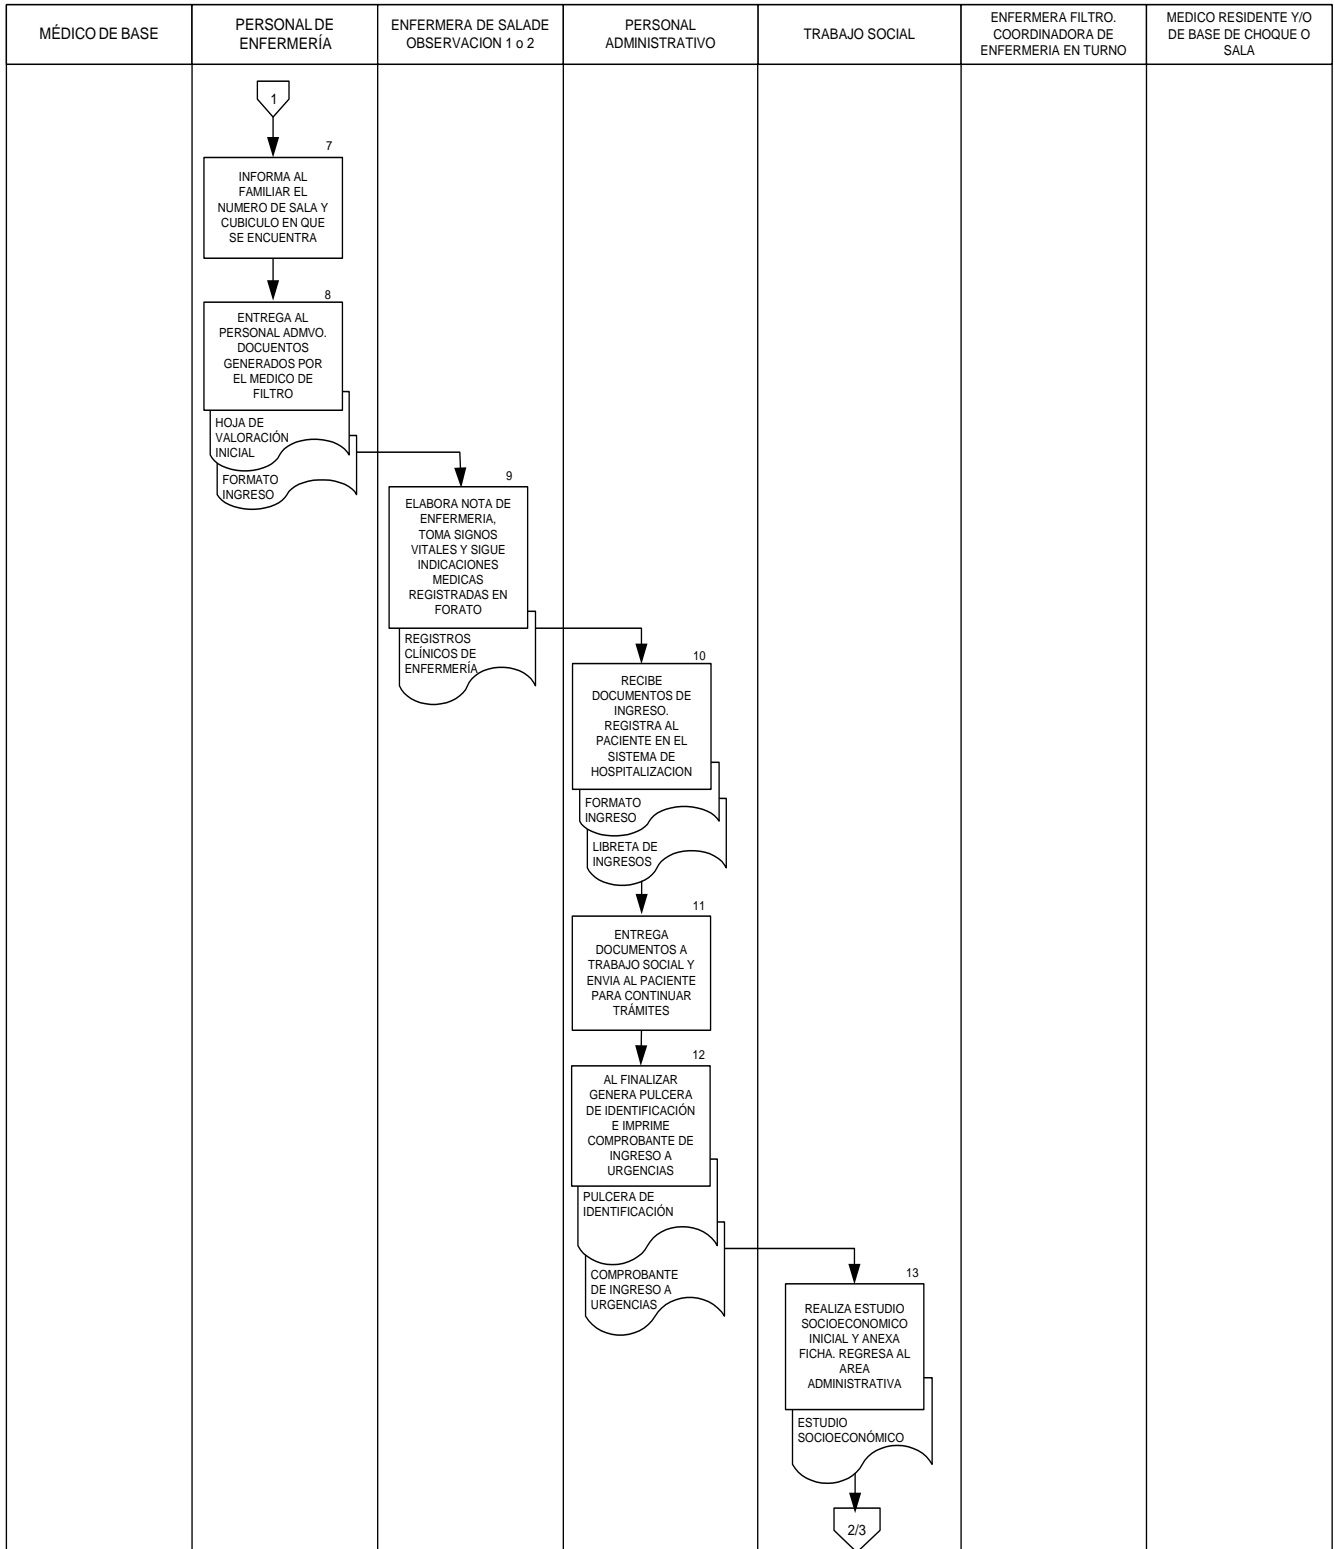 MÉDICO DE BASE
PERSONAL DE
ENFERMERÍA
ENFERMERA DE SALADE
OBSERVACION 1 o 2
PERSONAL
ADMINISTRATIVO
TRABAJO SOCIAL
ENFERMERA FILTRO.
COORDINADORA DE
ENFERMERIA EN TURNO
MEDICO RESIDENTE Y/O
DE BASE DE CHOQUE O
SALA
1
7
INFORMA AL
FAMILIAR EL
NUMERO DE SALA Y
CUBICULO EN QUE
SE ENCUENTRA
8
ENTREGA AL
PERSONAL ADMVO.
DOCUENTOS
GENERADOS POR
EL MEDICO DE
FILTRO
HOJA DE
VALORACIÓN
INICIAL
FORMATO
INGRESO
9
ELABORA NOTA DE
ENFERMERIA,
TOMA SIGNOS
VITALES Y SIGUE
INDICACIONES
MEDICAS
REGISTRADAS EN
FORATO
REGISTROS
CLÍNICOS DE
ENFERMERÍA
10
RECIBE
DOCUMENTOS DE
INGRESO.
REGISTRA AL
PACIENTE EN EL
SISTEMA DE
HOSPITALIZACION
FORMATO
INGRESO
LIBRETA DE
INGRESOS
11
ENTREGA
DOCUMENTOS A
TRABAJO SOCIAL Y
ENVIA AL PACIENTE
PARA CONTINUAR
TRÁMITES
12
AL FINALIZAR
GENERA PULCERA
DE IDENTIFICACIÓN
E IMPRIME
COMPROBANTE DE
INGRESO A
URGENCIAS
PULCERA DE
IDENTIFICACIÓN
COMPROBANTE
DE INGRESO A
URGENCIAS
13
REALIZA ESTUDIO
SOCIOECONOMICO
INICIAL Y ANEXA
FICHA. REGRESA AL
AREA
ADMINISTRATIVA
ESTUDIO
SOCIOECONÓMICO
2/3